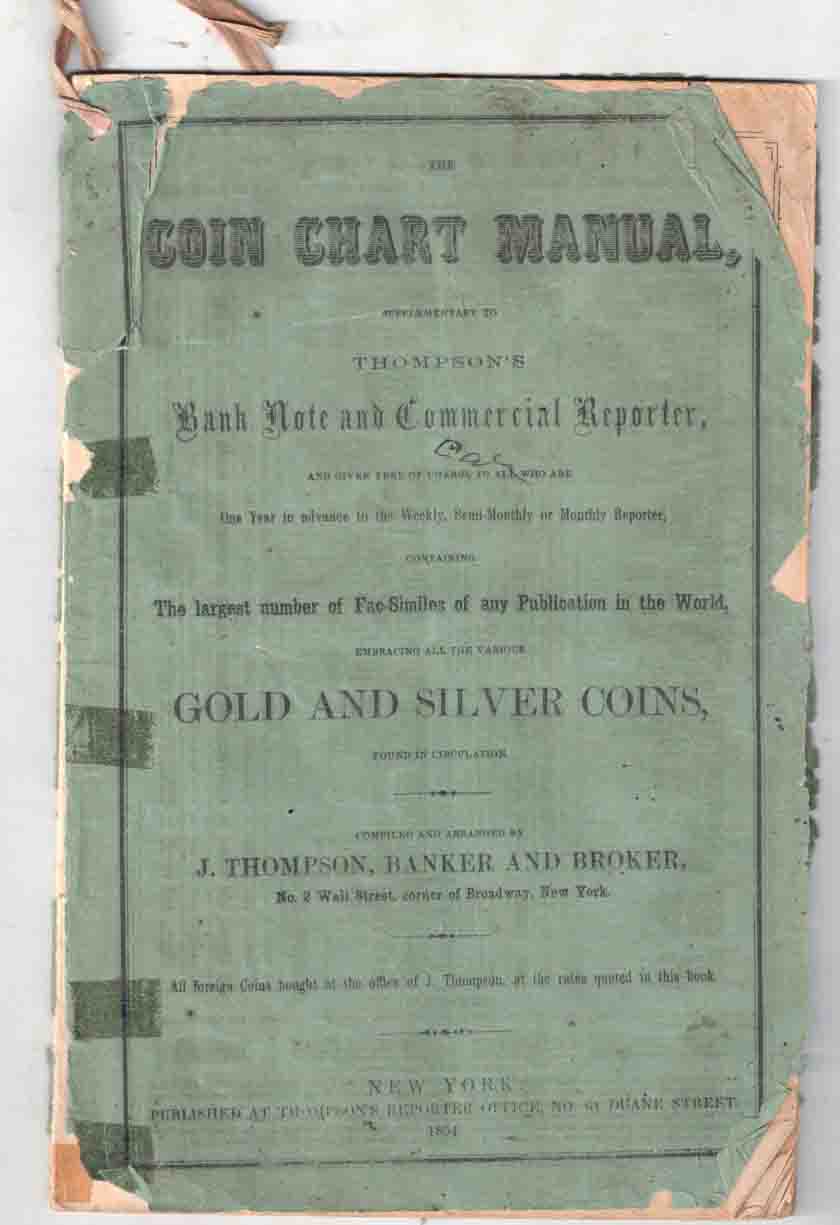 THE
COIN CHART MANUAL,
SUPPLEMENTARY TO
THOMPSON'S
Bank Note and Commercial Reporter,
AND GIVEN FREE OF CHARGE TO ALL WHO ARE
One Year in advance to the Weekly, Semi-Monthly or Monthly Reporter,
CONTAINING
The largest number of Fac-Similes of any Publication in the World,
EMBRACING ALL THE VARIOUS
GOLD AND SILVER COINS,
FOUND IN CIRCULATION.
COMPILED AND ARRANGED BY
J. THOMPSON, BANKER AND BROKER,
No. 2 Wall Street, corner of Broadway, New York.
All foreign Coins bought at the office of J. Thompson, at the rates quoted in this book.
NEW YORK:
PUBLISHED AT THOMPSON'S REPORTER OFFICE, NO. DUANE STREET.
1854